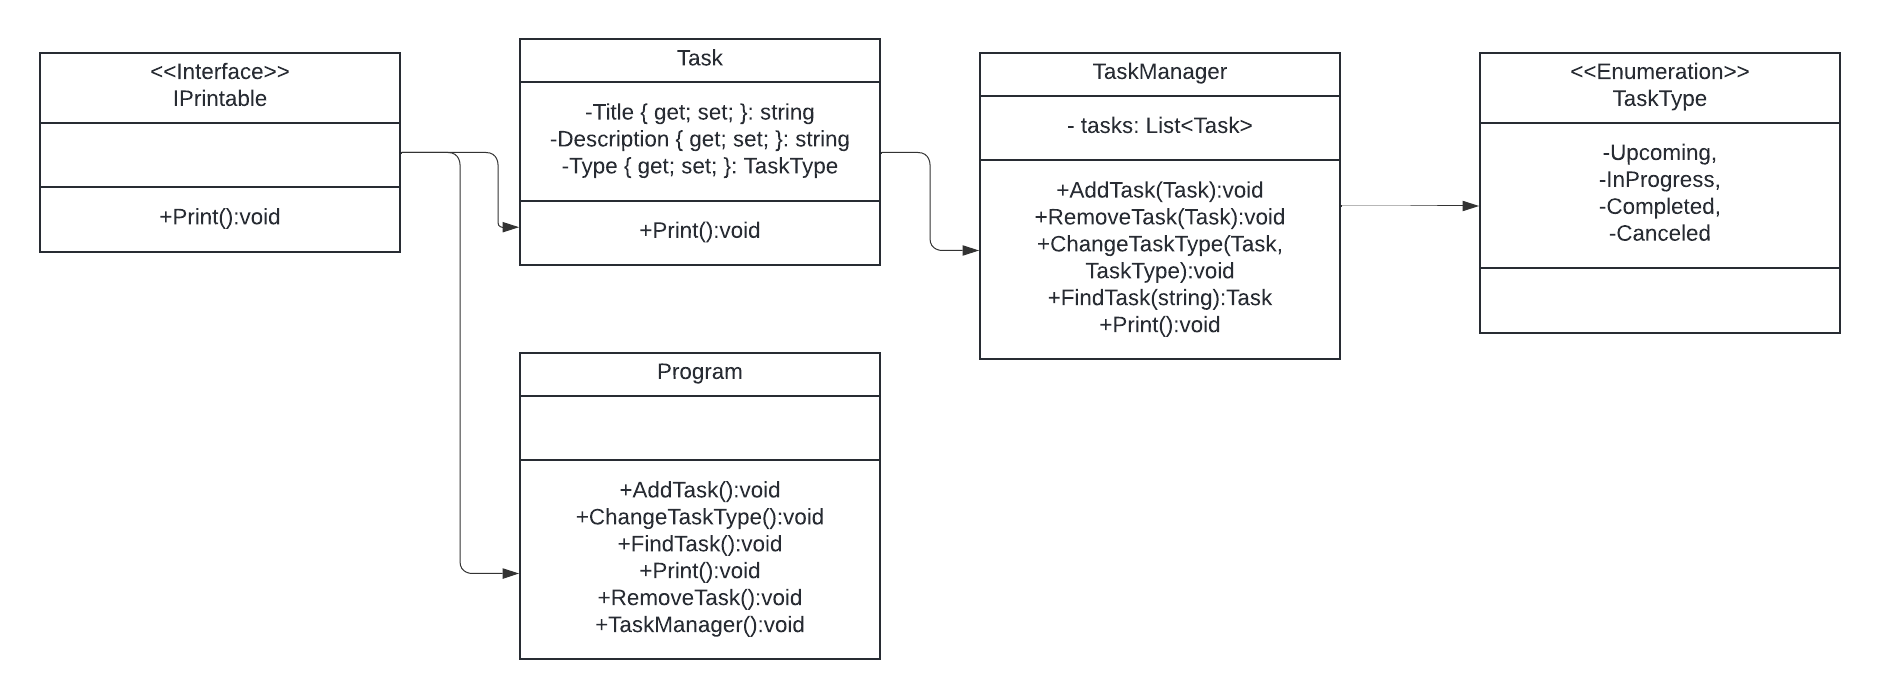 <<Interface>>
IPrintable
+Print():void
Task
-Title { get; set; }: string
-Description { get; set; }: string
-Type { get; set; }: TaskType
+Print():void
TaskManager
- tasks: List<Task>
+AddTask(Task):void
+RemoveTask(Task):void
+ChangeTaskType(Task,
TaskType):void
+FindTask(string):Task
+Print():void
<<Enumeration>>
TaskType
-Upcoming,
-InProgress,
-Completed,
-Canceled
Program
+AddTask():void
+ChangeTaskType():void
+FindTask():void
+Print():void
+RemoveTask():void
+TaskManager():void